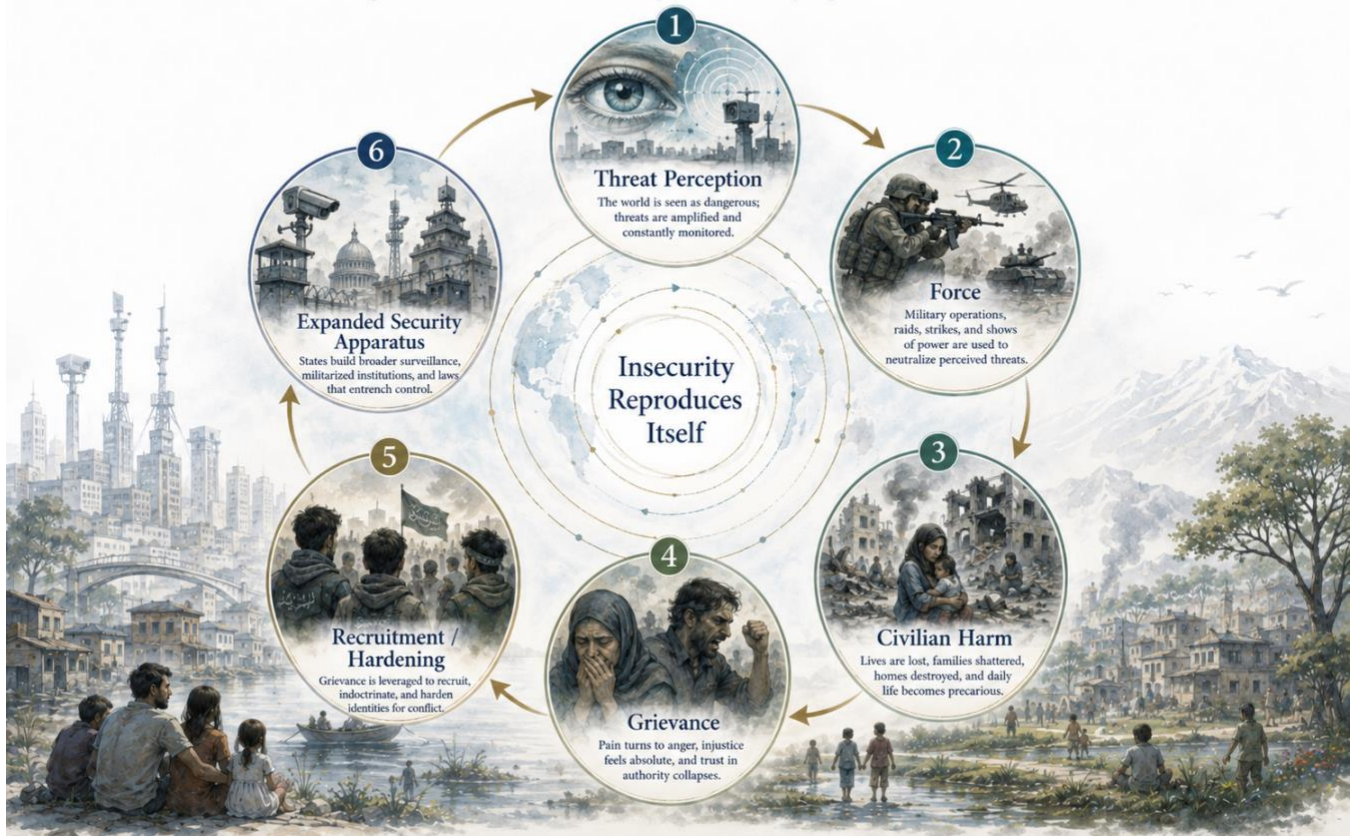 1
Threat Perception
The world is seen as dangerous;
threats are amplified and
constantly monitored.
2
Force
Military operations,
raids, strikes, and shows
of power are used to
neutralize perceived threats.
3
Civilian Harm
Lives are lost, families shattered,
homes destroyed, and daily
life becomes precarious.
4
Grievance
Pain turns to anger, injustice
feels absolute, and trust in
authority collapses.
5
Recruitment /
Hardening
Grievance is leveraged to recruit,
indoctrinate, and harden
identities for conflict.
6
Expanded Security
Apparatus
States build broader surveillance,
militarized institutions, and laws
that entrench control.
Insecurity
Reproduces
Itself